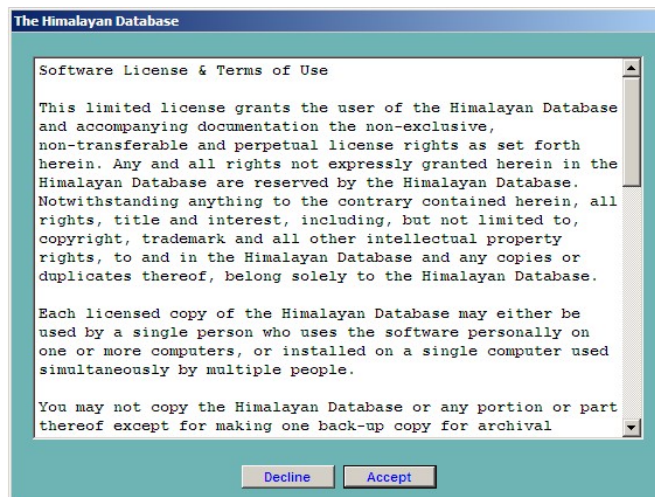 The Himalayan Database
Software License & Terms of Use
This limited license grants the user of the Himalayan Database
and accompanying documentation the non-exclusive,
non-transferable and perpetual license rights as set forth
herein. Any and all rights not expressly granted herein in the
Himalayan Database are reserved by the Himalayan Database.
Notwithstanding anything to the contrary contained herein, all
rights, title and interest, including, but not limited to,
copyright, trademark and all other intellectual property
rights, to and in the Himalayan Database and any copies or
duplicates thereof, belong solely to the Himalayan Database.
Each licensed copy of the Himalayan Database may either be
used by a single person who uses the software personally on
one or more computers, or installed on a single computer used
simultaneously by multiple people.
You may not copy the Himalayan Database or any portion or part
thereof except for making one back-up copy for archival
Decline Accept